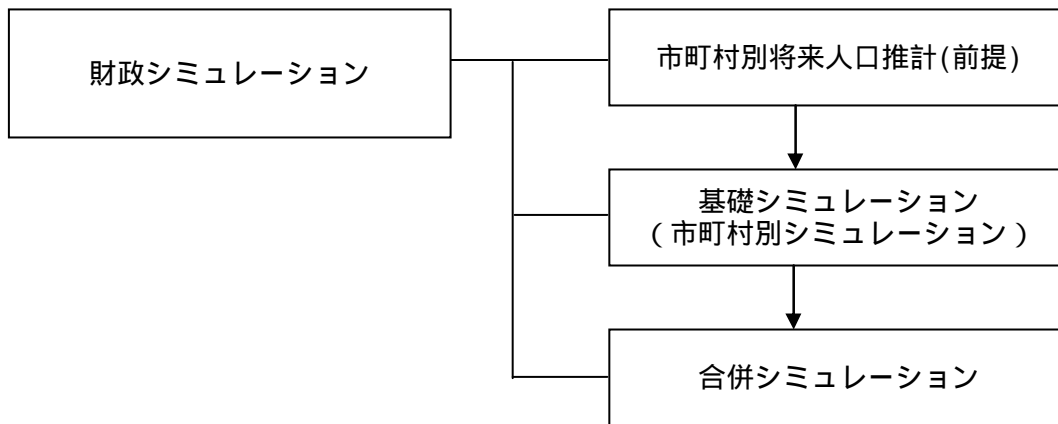 財政シミュレーション
市町村別将来人口推計(前提)
基礎シミュレーション
(市町村別シミュレーション)
合併シミュレーション